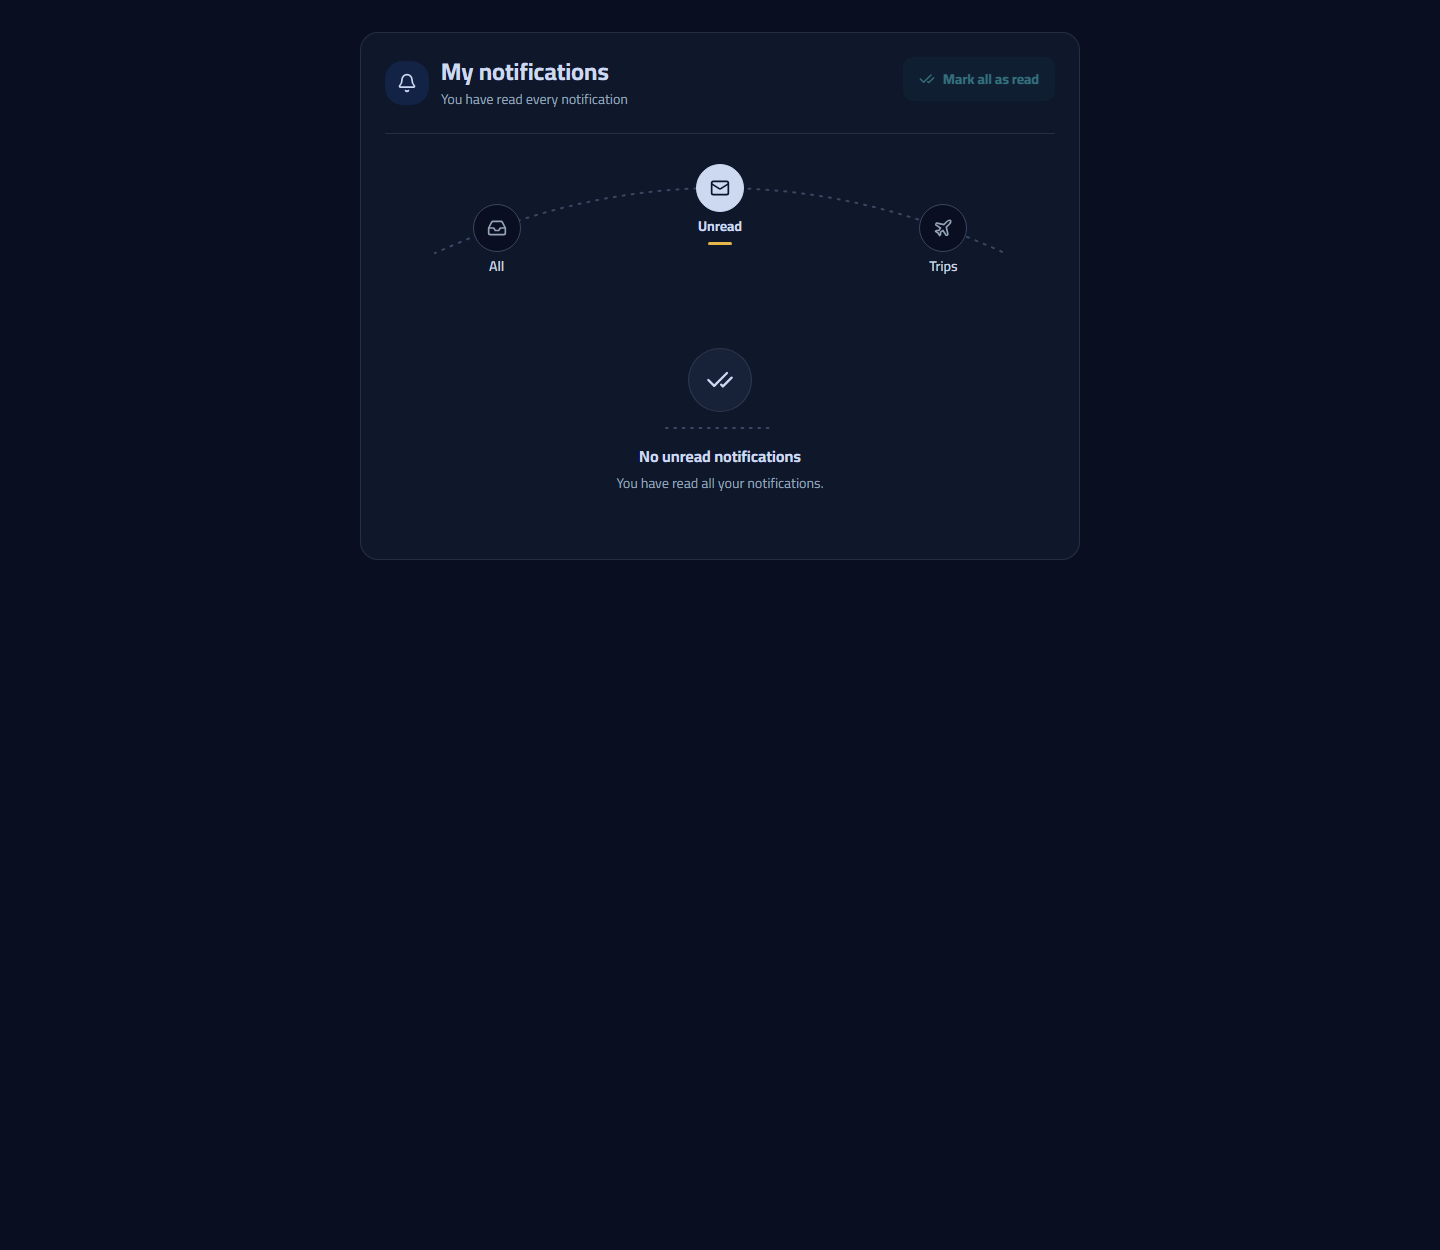 My notifications
You have read every notification
Mark all as read
Unread
All
Trips
No unread notifications
You have read all your notifications.